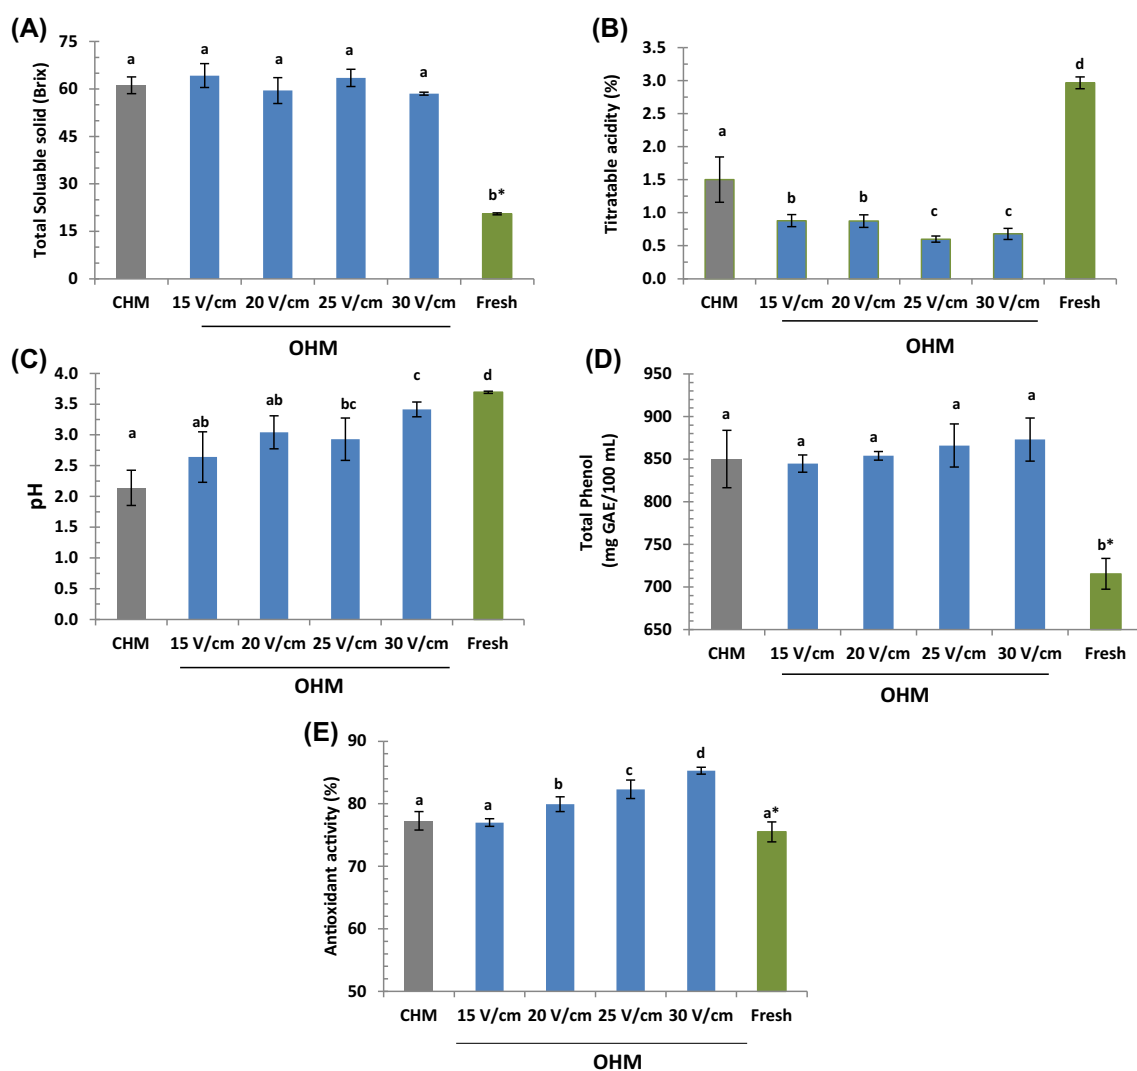 (A)
Total Soluable solid (Brix)
75
60
45
30
15
0
a
a
a
a
a
b*
CHM 15 V/cm 20 V/cm 25 V/cm 30 V/cm Fresh
OHM
(B)
Titratable acidity (%)
3.5
3.0
2.5
2.0
1.5
1.0
0.5
0.0
a
b
b
c
c
d
CHM 15 V/cm 20 V/cm 25 V/cm 30 V/cm Fresh
OHM
(C)
pH
4.0
3.5
3.0
2.5
2.0
1.5
1.0
0.5
0.0
a
ab
ab
bc
c
d
CHM 15 V/cm 20 V/cm 25 V/cm 30 V/cm Fresh
OHM
(D)
Total Phenol
(mg GAE/100 mL)
950
900
850
800
750
700
650
a
a
a
a
a
b*
CHM 15 V/cm 20 V/cm 25 V/cm 30 V/cm Fresh
OHM
(E)
Antioxidant activity (%)
90
80
70
60
50
a
a
b
c
d
a*
CHM 15 V/cm 20 V/cm 25 V/cm 30 V/cm Fresh
OHM